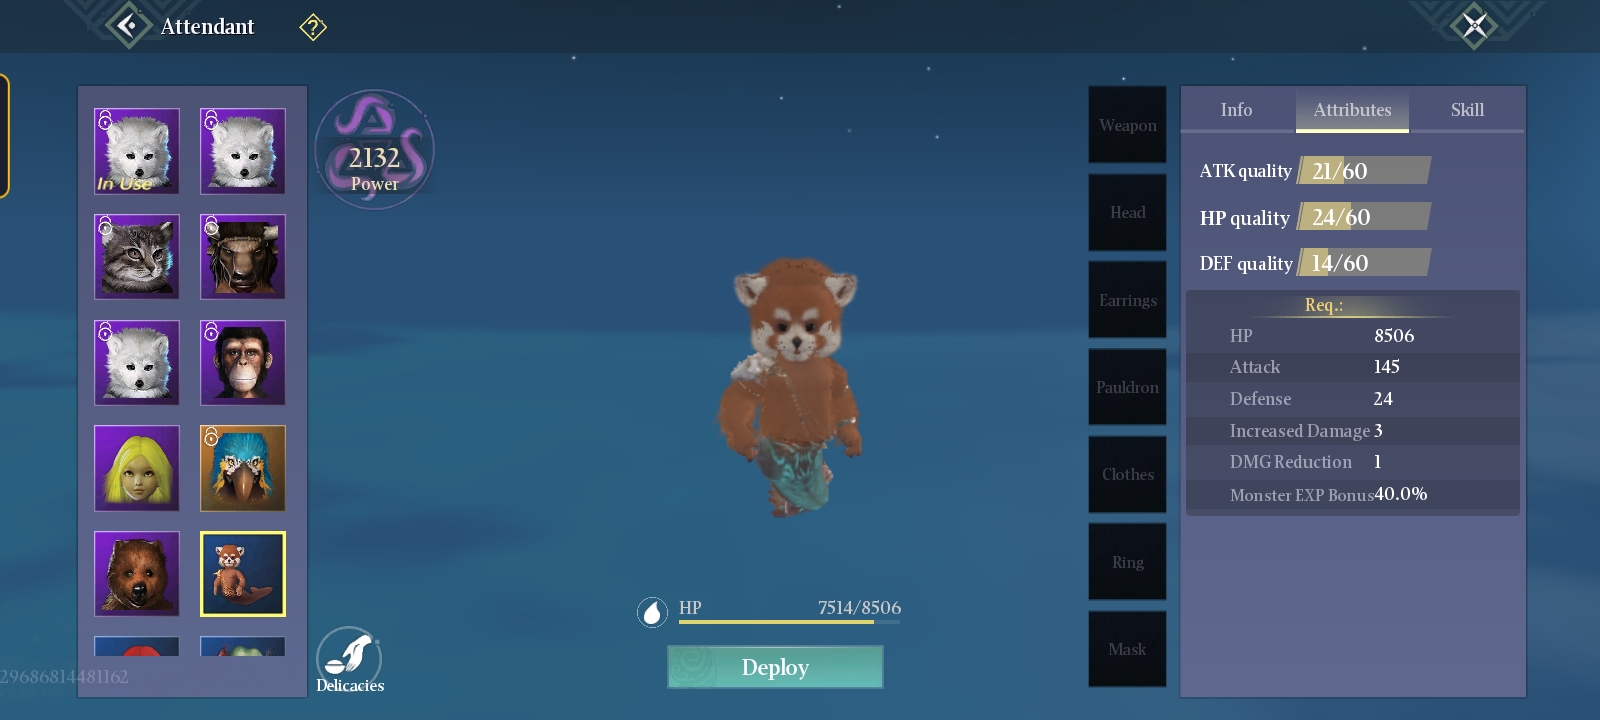 Attendant
?
In Use
2132
Power
Delicacies
29686814481162
HP 7514/8506
Deploy
Weapon
Head
Earrings
Pauldron
Clothes
Ring
Mask
Info Attributes Skill
ATK quality 21/60
HP quality 24/60
DEF quality 14/60
Req.:
HP 8506
Attack 145
Defense 24
Increased Damage 3
DMG Reduction 1
Monster EXP Bonus 40.0%